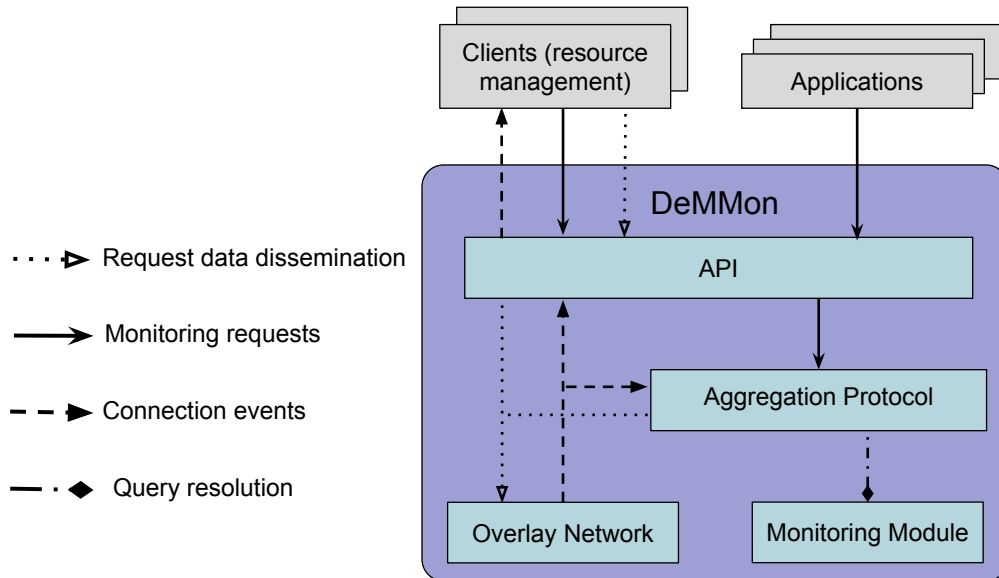 Clients (resource
management)
Applications
DeMMon
Request data dissemination
API
Monitoring requests
Aggregation Protocol
Connection events
Query resolution
Overlay Network
Monitoring Module